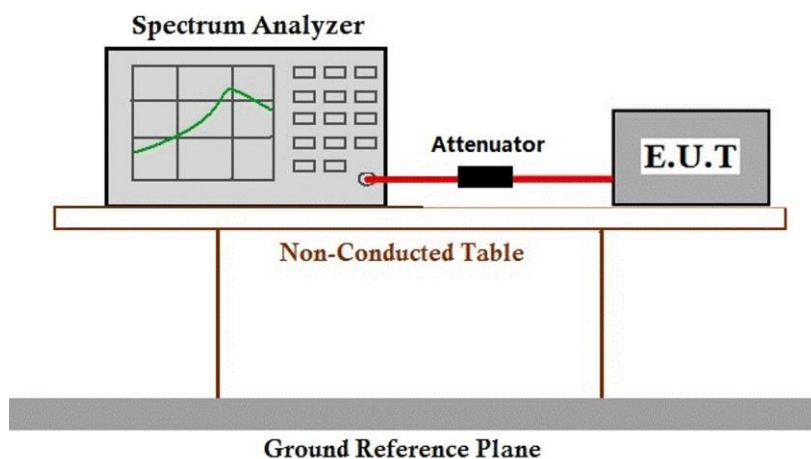 Spectrum Analyzer
Attenuator
E.U.T
Non-Conducted Table
Ground Reference Plane